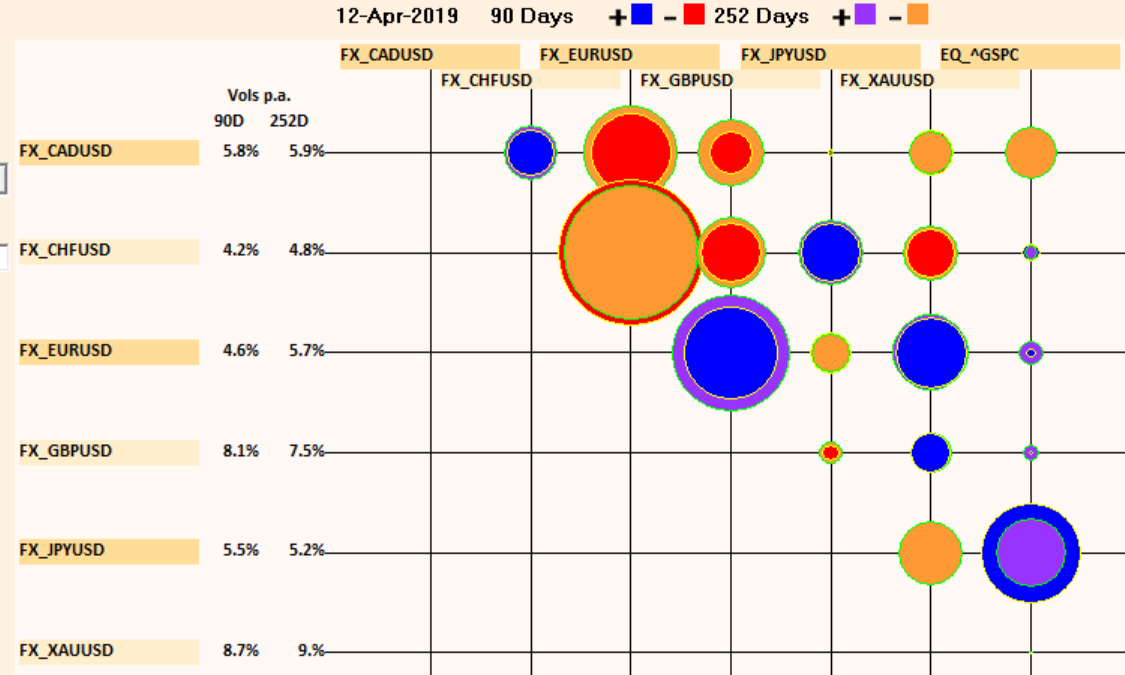 12-Apr-2019 90 Days + - 252 Days + -
FX_CADUSD FX_EURUSD FX_JPYUSD EQ_^GSPC
FX_CHFUSD FX_GBPUSD FX_XAUUSD
Vols p.a.
90D 252D
FX_CADUSD 5.8% 5.9%
FX_CHFUSD 4.2% 4.8%
FX_EURUSD 4.6% 5.7%
FX_GBPUSD 8.1% 7.5%
FX_JPYUSD 5.5% 5.2%
FX_XAUUSD 8.7% 9.%